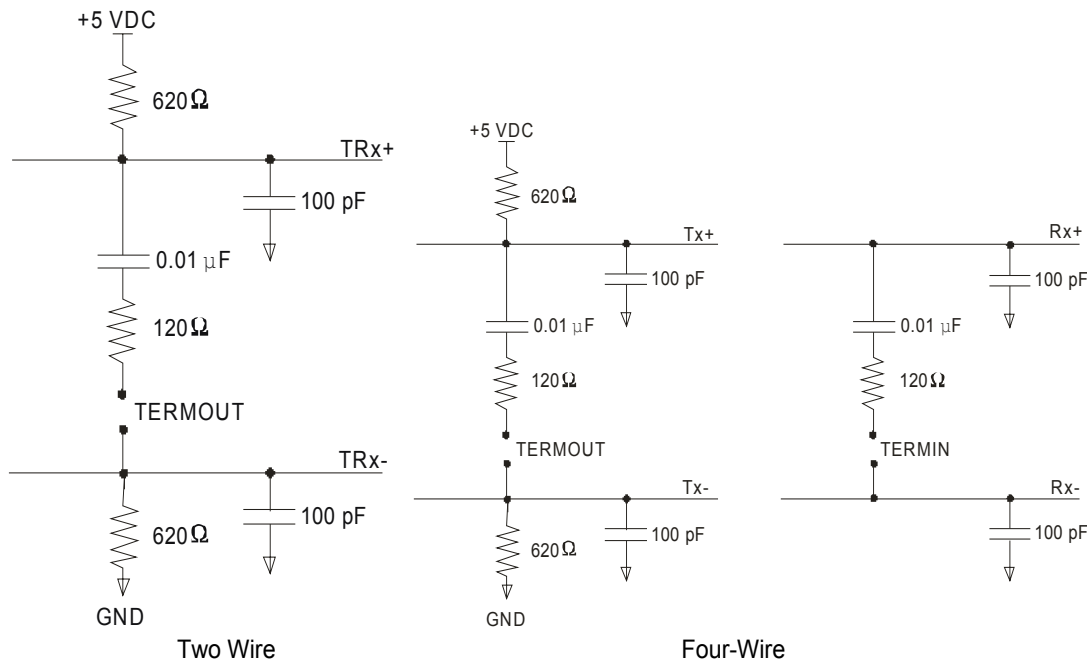 +5 VDC
620Ω
TRx+
100 pF
0.01 µF
120Ω
TERMOUT
TRx-
100 pF
620Ω
GND
Two Wire
+5 VDC
620Ω
Tx+
100 pF
0.01 µF
120Ω
TERMOUT
Tx-
100 pF
620Ω
GND
Rx+
100 pF
0.01 µF
120Ω
TERMIN
Rx-
100 pF
Four-Wire